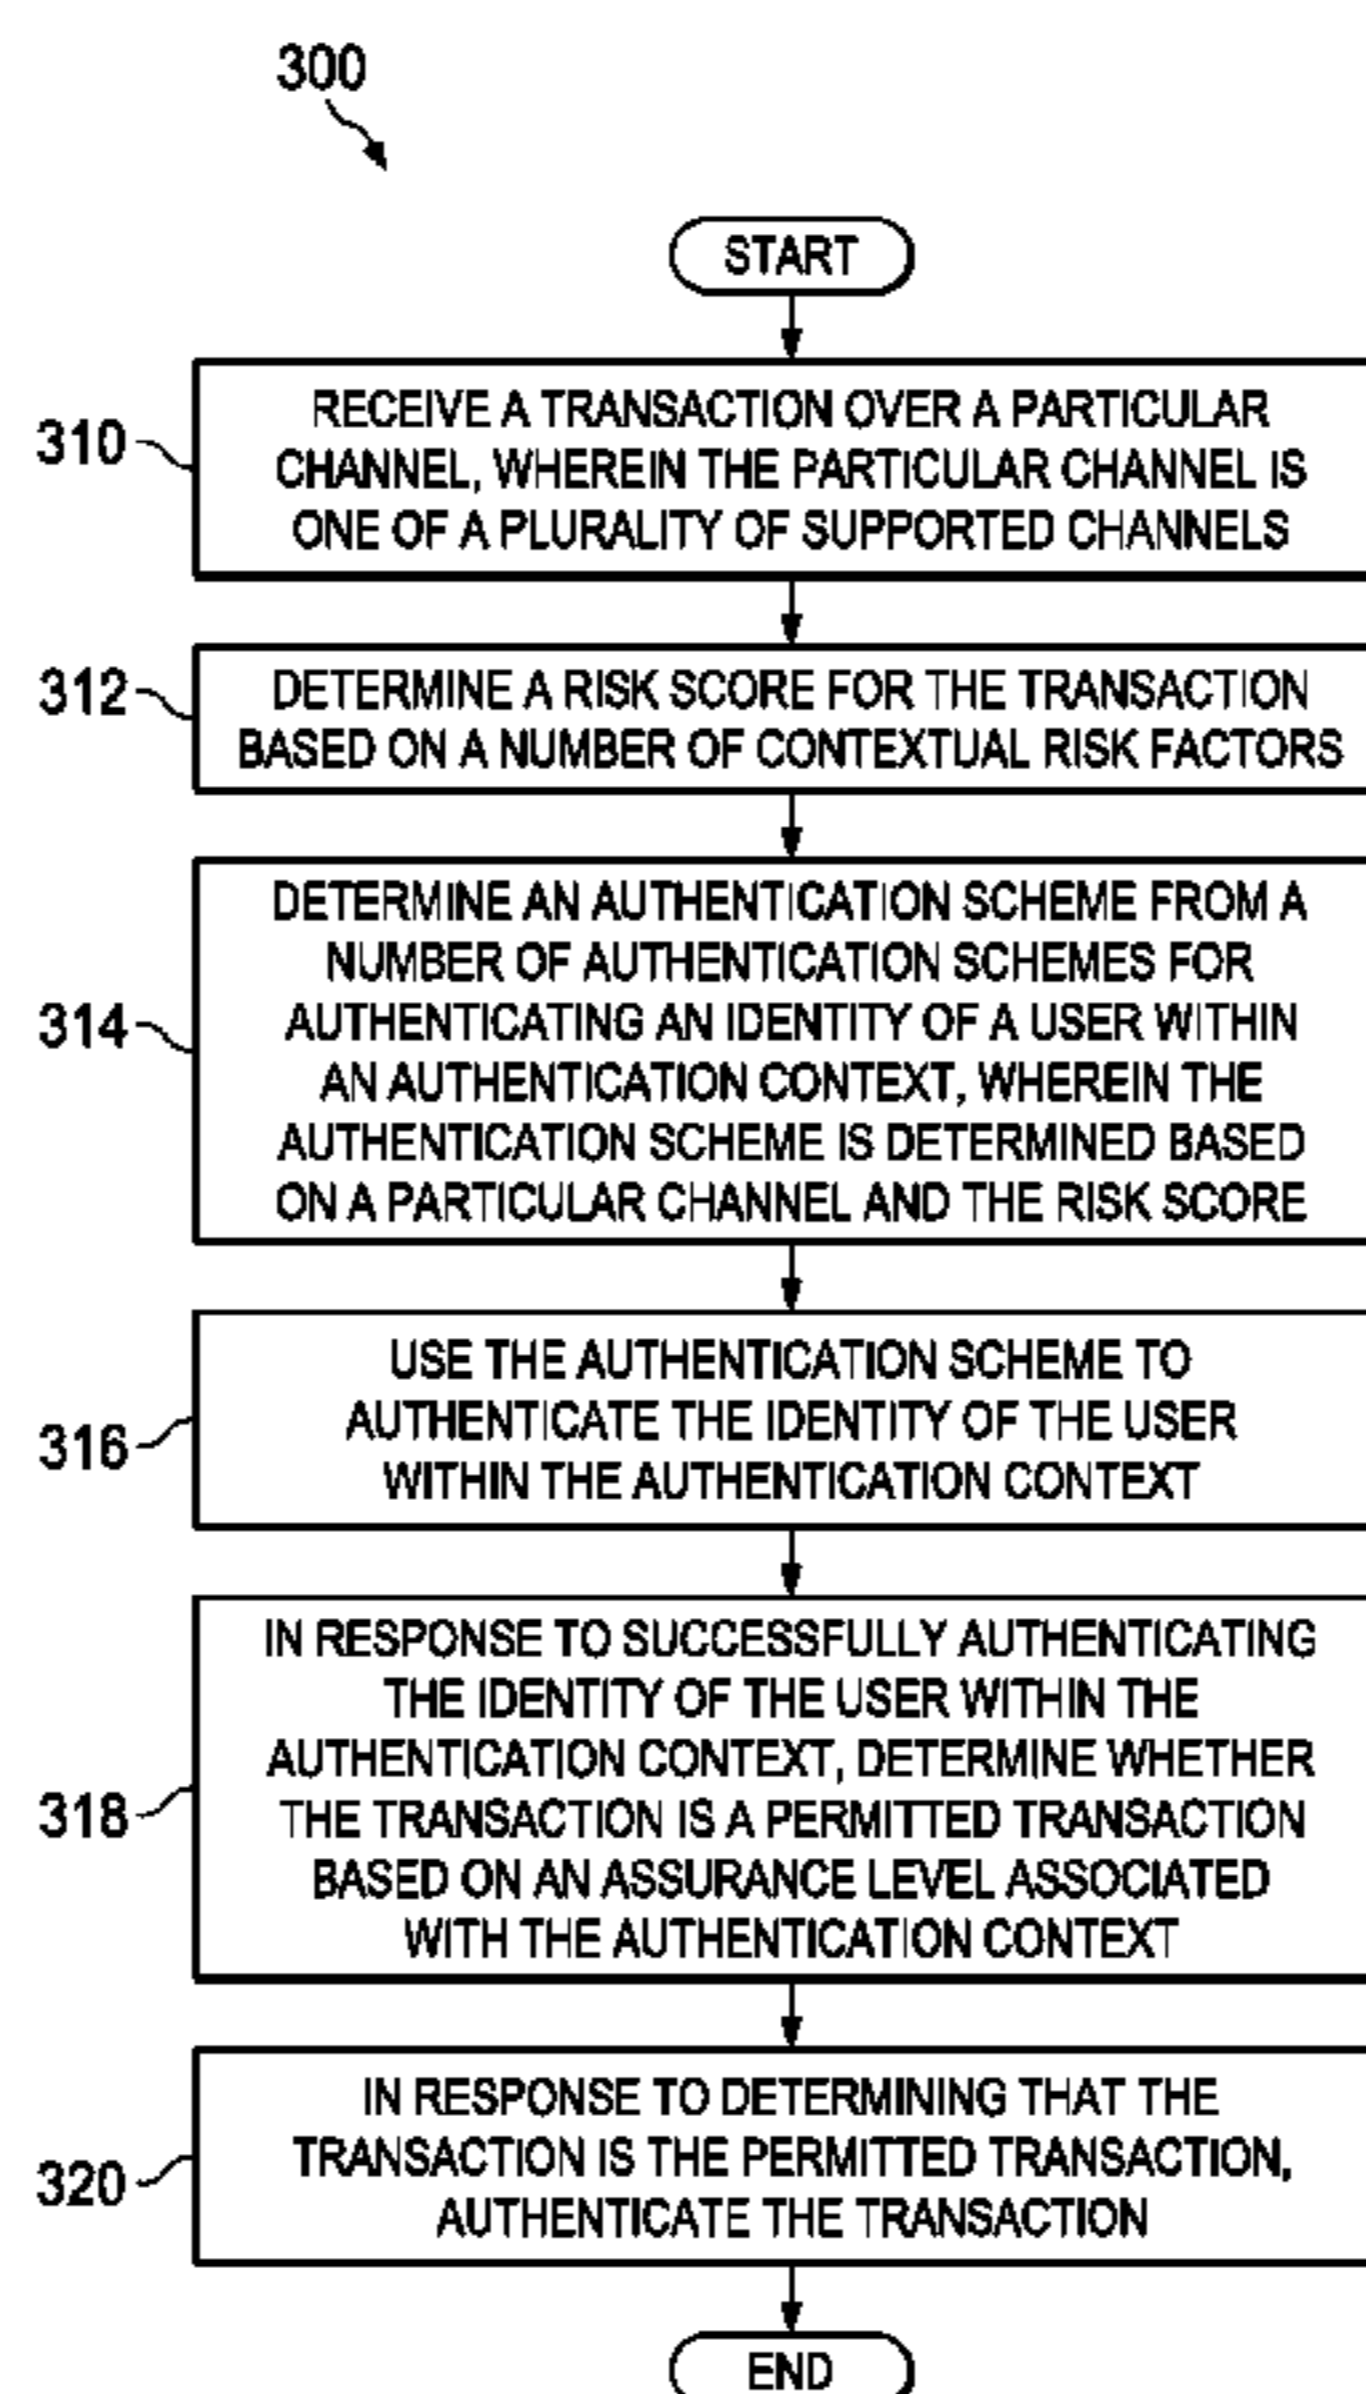 300
START
310
RECEIVE A TRANSACTION OVER A PARTICULAR
CHANNEL, WHEREIN THE PARTICULAR CHANNEL IS
ONE OF A PLURALITY OF SUPPORTED CHANNELS
312
DETERMINE A RISK SCORE FOR THE TRANSACTION
BASED ON A NUMBER OF CONTEXTUAL RISK FACTORS
314
DETERMINE AN AUTHENTICATION SCHEME FROM A
NUMBER OF AUTHENTICATION SCHEMES FOR
AUTHENTICATING AN IDENTITY OF A USER WITHIN
AN AUTHENTICATION CONTEXT, WHEREIN THE
AUTHENTICATION SCHEME IS DETERMINED BASED
ON A PARTICULAR CHANNEL AND THE RISK SCORE
316
USE THE AUTHENTICATION SCHEME TO
AUTHENTICATE THE IDENTITY OF THE USER
WITHIN THE AUTHENTICATION CONTEXT
318
IN RESPONSE TO SUCCESSFULLY AUTHENTICATING
THE IDENTITY OF THE USER WITHIN THE
AUTHENTICATION CONTEXT, DETERMINE WHETHER
THE TRANSACTION IS A PERMITTED TRANSACTION
BASED ON AN ASSURANCE LEVEL ASSOCIATED
WITH THE AUTHENTICATION CONTEXT
320
IN RESPONSE TO DETERMINING THAT THE
TRANSACTION IS THE PERMITTED TRANSACTION,
AUTHENTICATE THE TRANSACTION
END